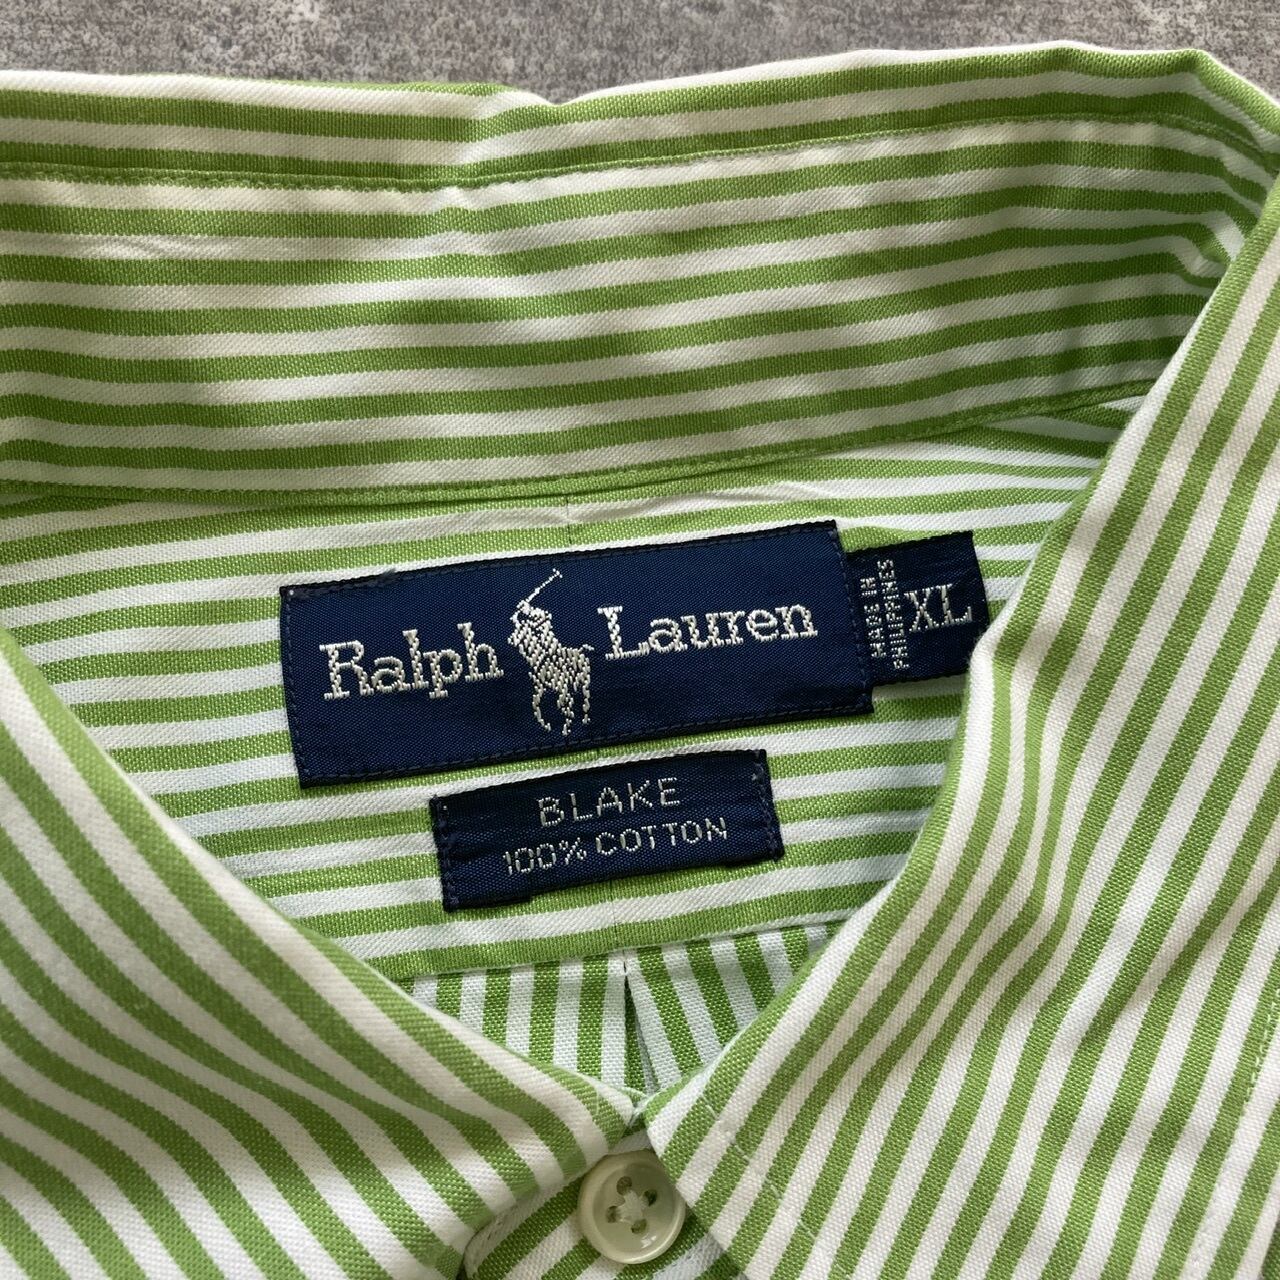 Ralph Lauren
MADE IN
PHILIPPINES
XL
BLAKE
100% COTTON